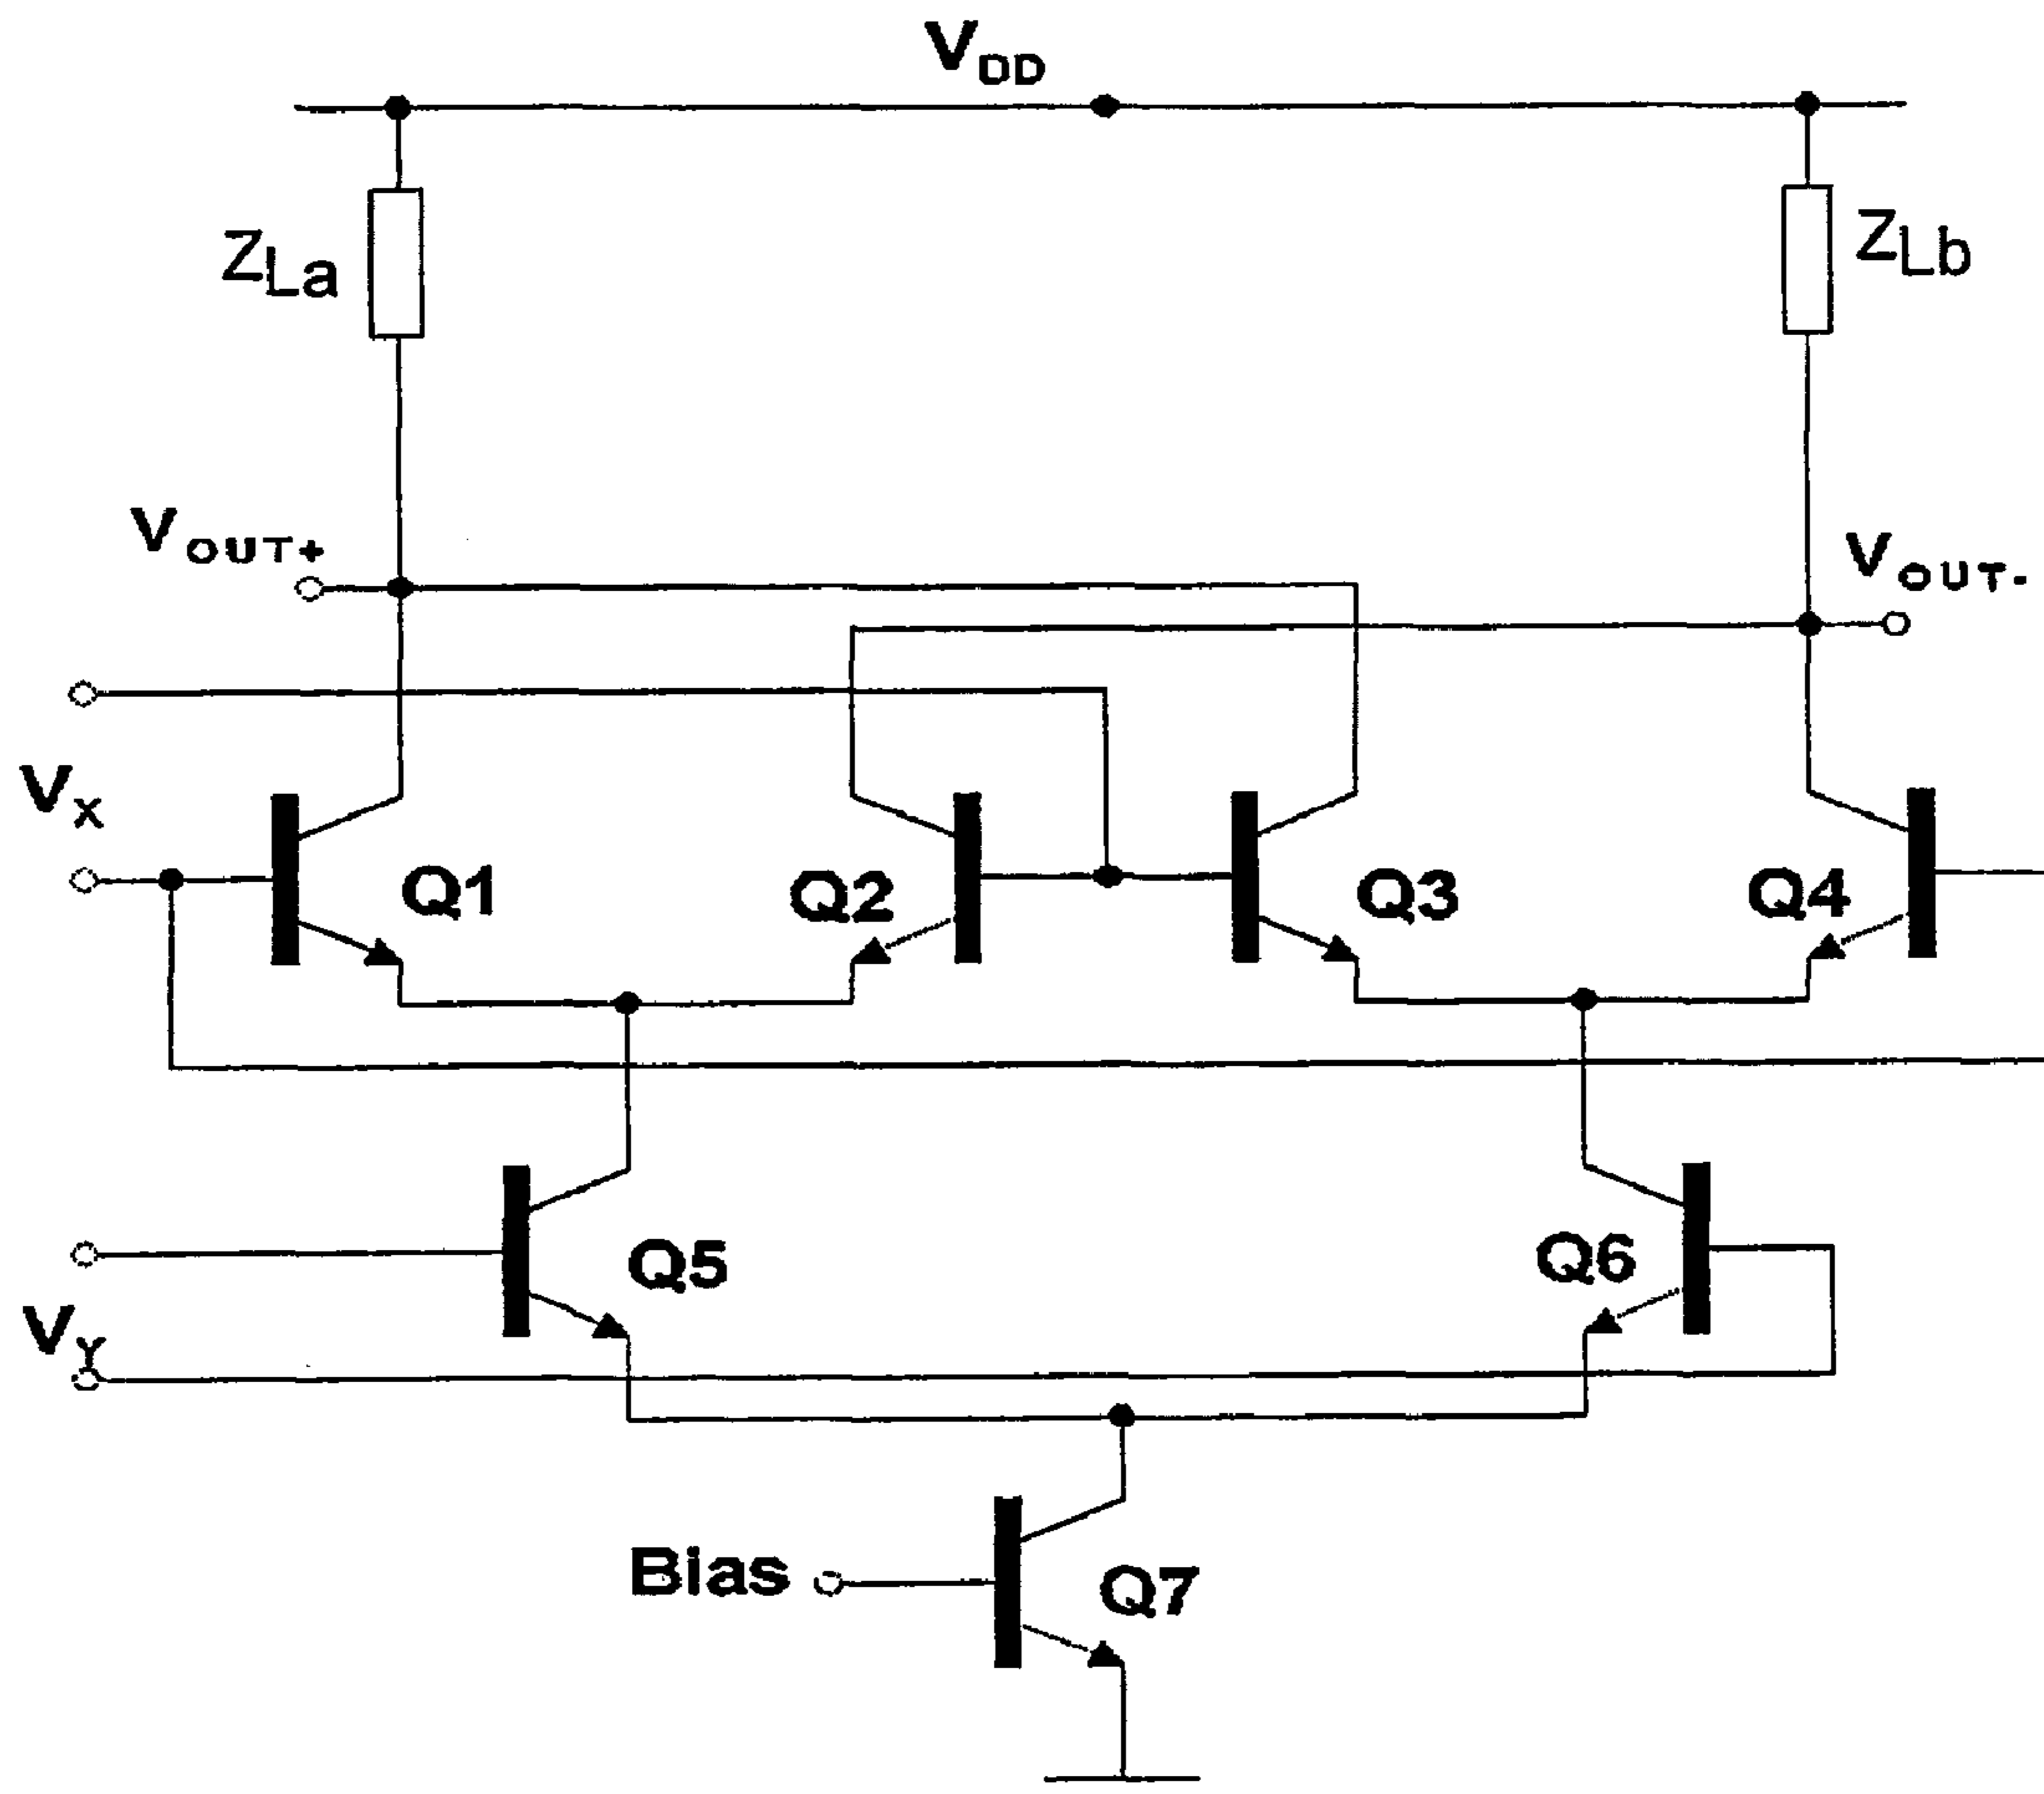 VDD
ZLa
ZLb
VOUT+
VOUT-
VX
Q1
Q2
Q3
Q4
Q5
Q6
VY
Bias
Q7